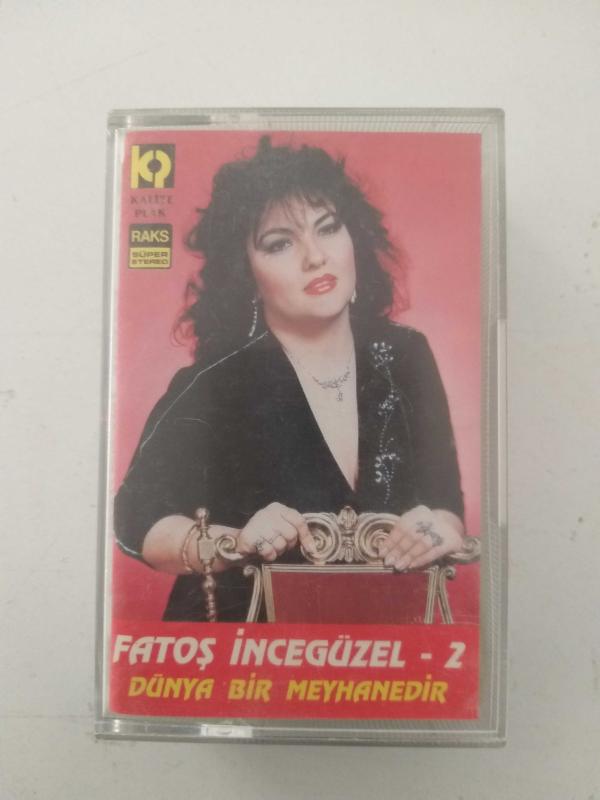 KALİTE
PLAK
RAKS
SÜPER
STEREO
FATOŞ İNCEGÜZEL - 2
DÜNYA BİR MEYHANEDİR